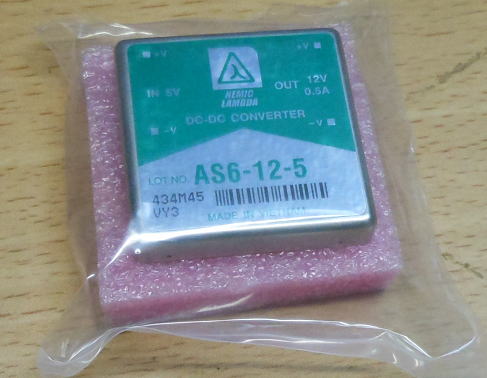 +V
+V
IN 5V
NEMIC
LAMBDA
OUT 12V
0.5A
DC-DC CONVERTER
-V
-V
LOT NO. AS6-12-5
434M45
VY3
MADE IN VIETNAM